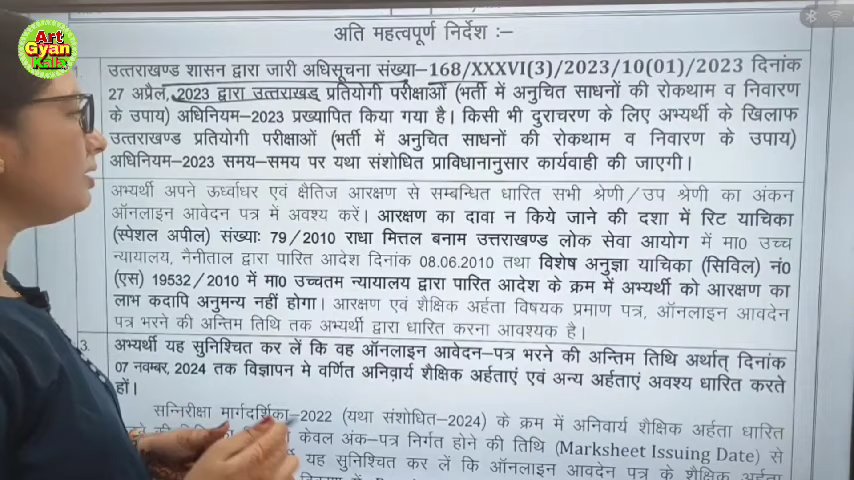 Art
Gyan
Kala
अति महत्वपूर्ण निर्देश :–
उत्तराखण्ड शासन द्वारा जारी अधिसूचना संख्या–168/XXXVI(3)/2023/10(01)/2023 दिनांक
27 अप्रैल, 2023 द्वारा उत्तराखड् प्रतियोगी परीक्षाओं (भर्ती में अनुचित साधनों की रोकथाम व निवारण
के उपाय) अधिनियम–2023 प्रख्यापित किया गया है। किसी भी दुराचरण के लिए अभ्यर्थी के खिलाफ
उत्तराखण्ड प्रतियोगी परीक्षाओं (भर्ती में अनुचित साधनों की रोकथाम व निवारण के उपाय)
अधिनियम–2023 समय–समय पर यथा संशोधित प्राविधानानुसार कार्यवाही की जाएगी।
अभ्यर्थी अपने ऊर्ध्वाधर एवं क्षैतिज आरक्षण से सम्बन्धित धारित सभी श्रेणी/उप श्रेणी का अंकन
ऑनलाइन आवेदन पत्र में अवश्य करें। आरक्षण का दावा न किये जाने की दशा में रिट याचिका
(स्पेशल अपील) संख्याः 79/2010 राधा मित्तल बनाम उत्तराखण्ड लोक सेवा आयोग में मा0 उच्च
न्यायालय, नैनीताल द्वारा पारित आदेश दिनांक 08.06.2010 तथा विशेष अनुज्ञा याचिका (सिविल) नं0
(एस) 19532/2010 में मा0 उच्चतम न्यायालय द्वारा पारित आदेश के क्रम में अभ्यर्थी को आरक्षण का
लाभ कदापि अनुमन्य नहीं होगा। आरक्षण एवं शैक्षिक अर्हता विषयक प्रमाण पत्र, ऑनलाइन आवदेन
पत्र भरने की अन्तिम तिथि तक अभ्यर्थी द्वारा धारित करना आवश्यक है।
3. अभ्यर्थी यह सुनिश्चित कर लें कि वह ऑनलाइन आवेदन–पत्र भरने की अन्तिम तिथि अर्थात् दिनांक
07 नवम्बर, 2024 तक विज्ञापन मे वर्णित अनिवार्य शैक्षिक अर्हताएं एवं अन्य अर्हताएं अवश्य धारित करते
हों।
सन्निरीक्षा मार्गदर्शिका–2022 (यथा संशोधित–2024) के क्रम में अनिवार्य शैक्षिक अर्हता धारित
केवल अंक–पत्र निर्गत होने की तिथि (Marksheet Issuing Date) से
यह सुनिश्चित कर लें कि ऑनलाइन आवदेन पत्र के शैक्षिक अर्हता